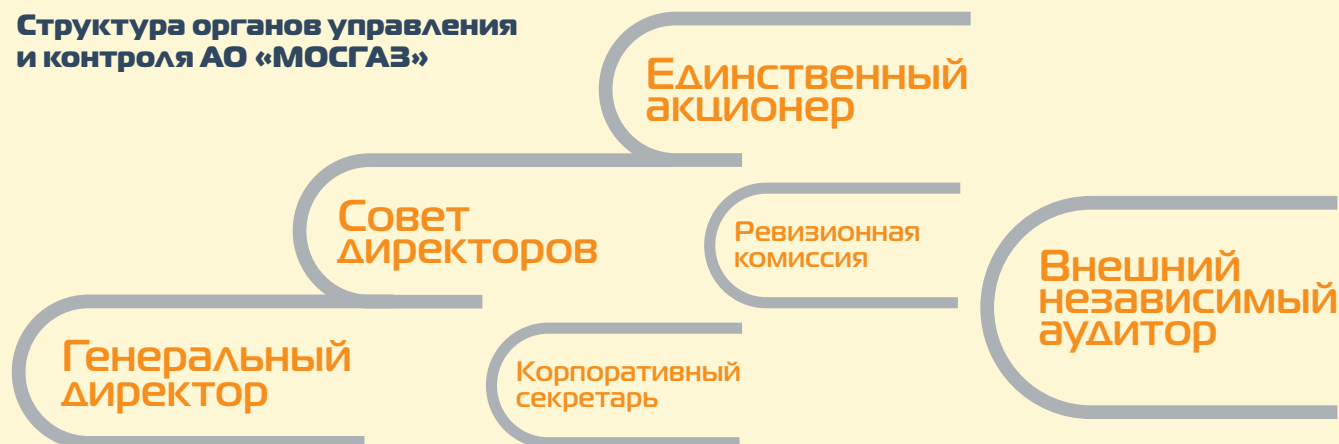 Структура органов управления
и контроля АО «МОСГАЗ»
Единственный
акционер
Совет
директоров
Ревизионная
комиссия
Внешний
независимый
аудитор
Генеральный
директор
Корпоративный
секретарь